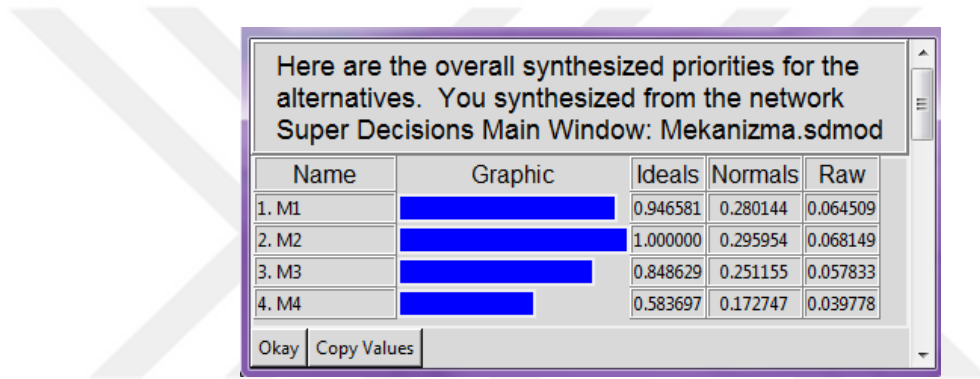 Here are the overall synthesized priorities for the
alternatives. You synthesized from the network
Super Decisions Main Window: Mekanizma.sdmod
Name Graphic Ideals Normals Raw
1. M1 0.946581 0.280144 0.064509
2. M2 1.000000 0.295954 0.068149
3. M3 0.848629 0.251155 0.057833
4. M4 0.583697 0.172747 0.039778
Okay Copy Values